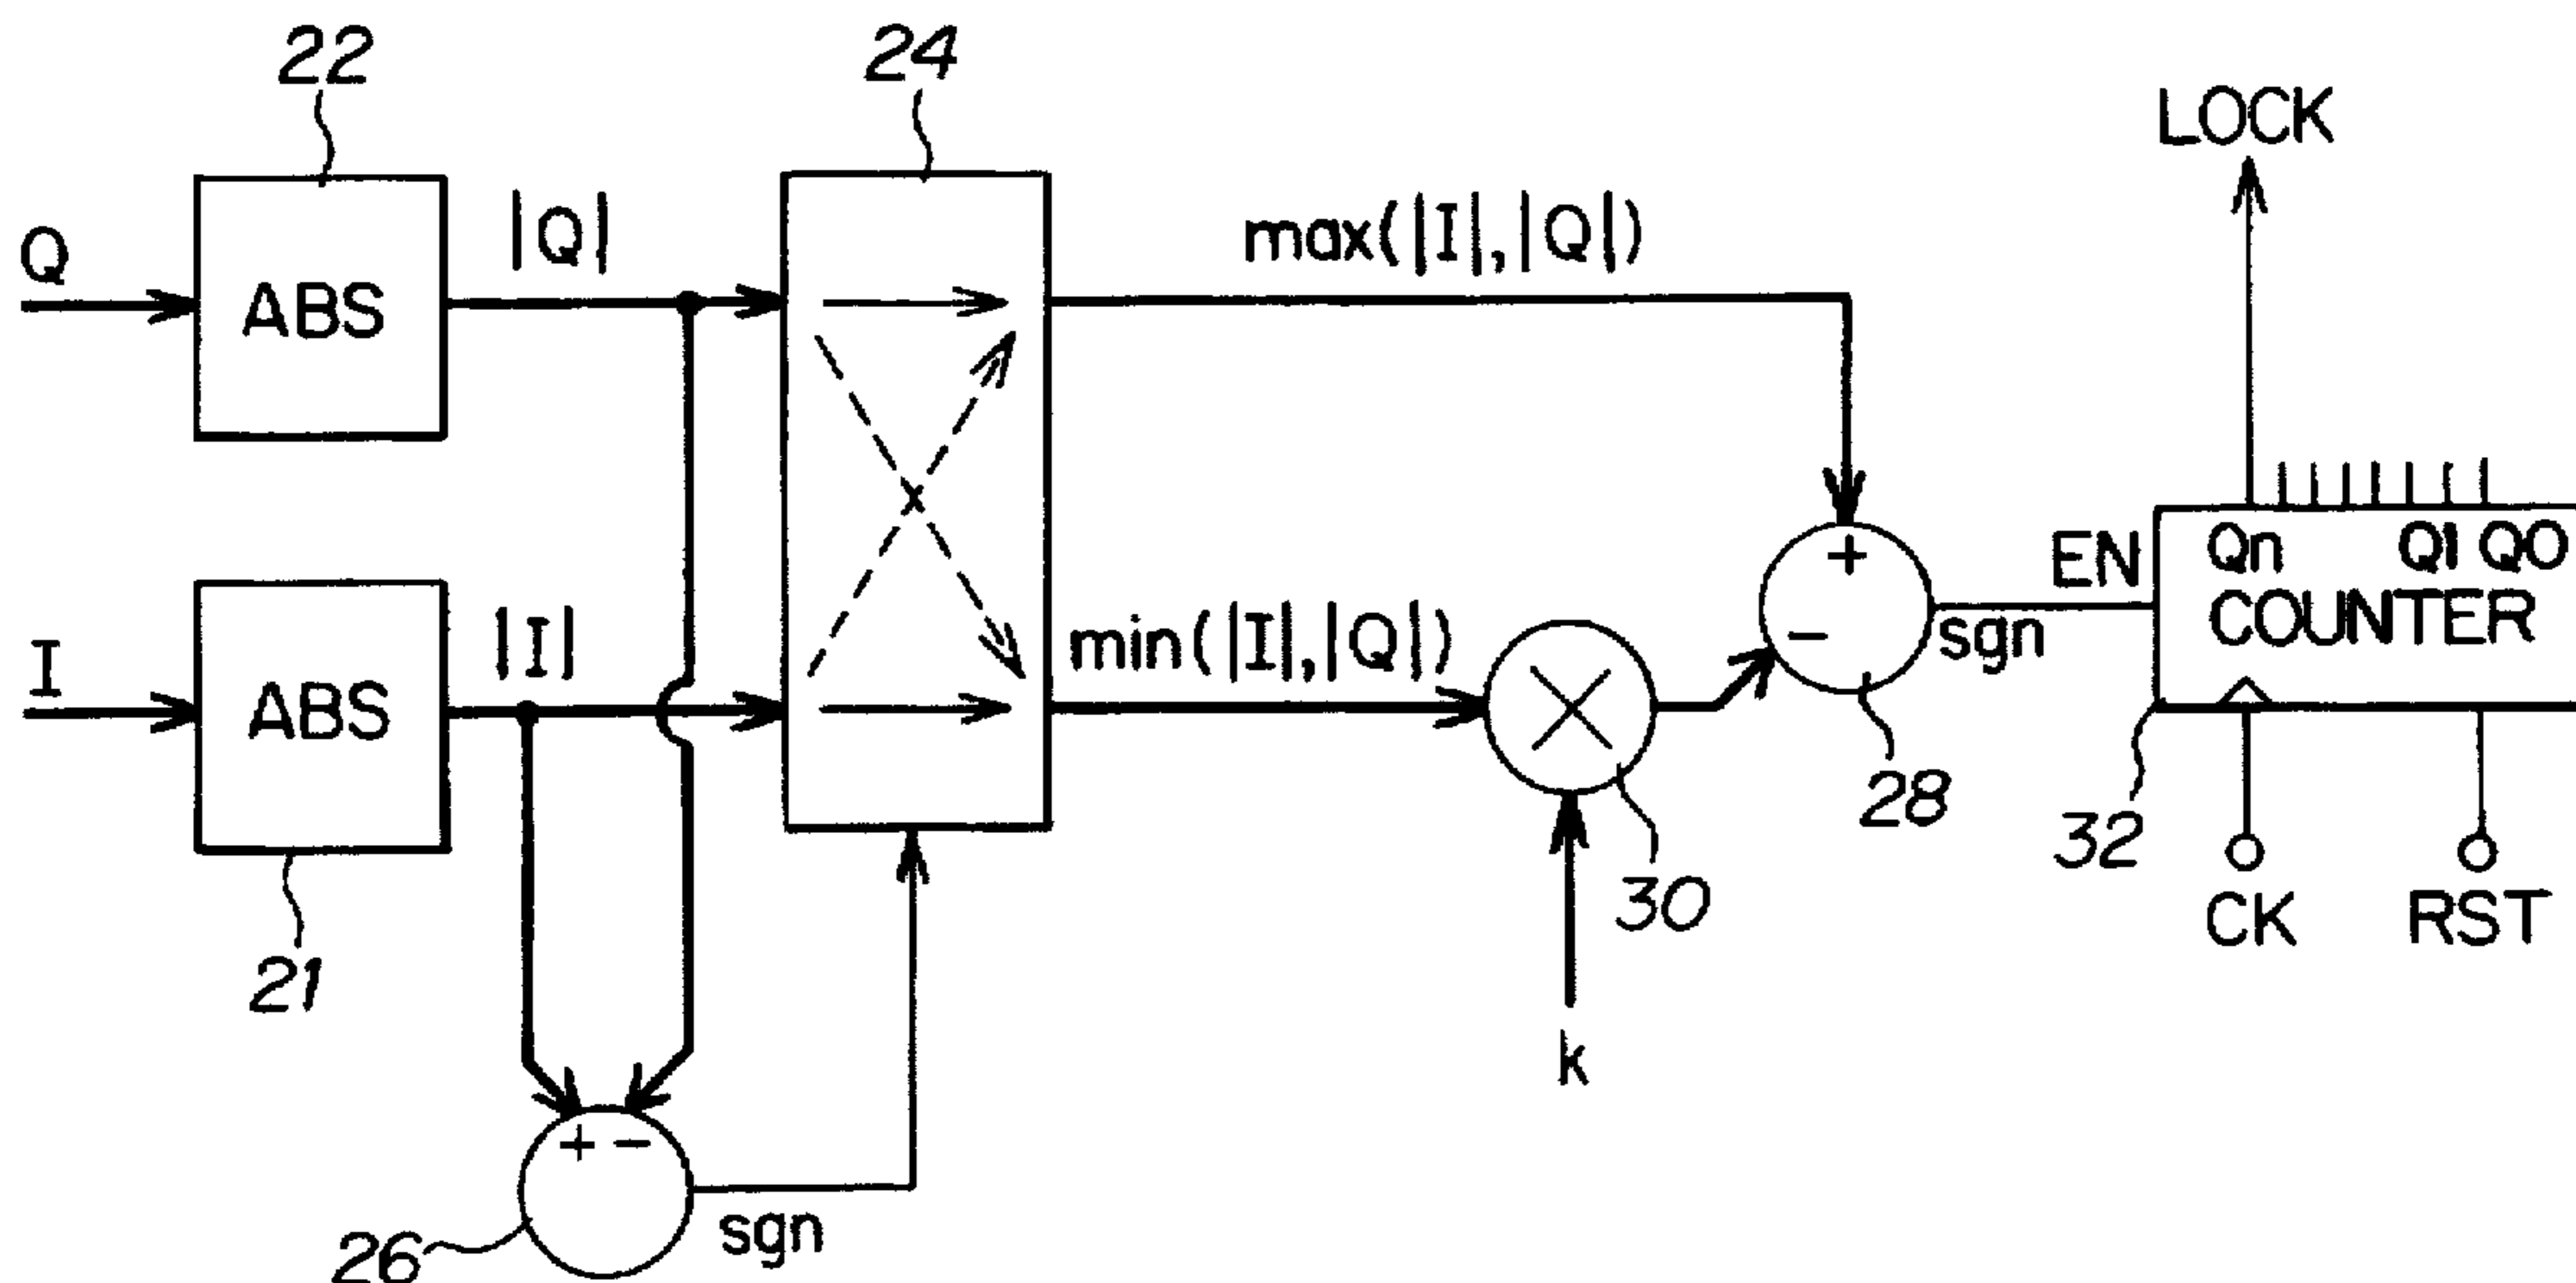 22
24
LOCK
Q
ABS
|Q|
max(|I|,|Q|)
+
EN
Qn
Q1
Q0
COUNTER
I
ABS
|I|
min(|I|,|Q|)
−
sgn
28
32
30
CK
RST
21
k
+ −
sgn
26